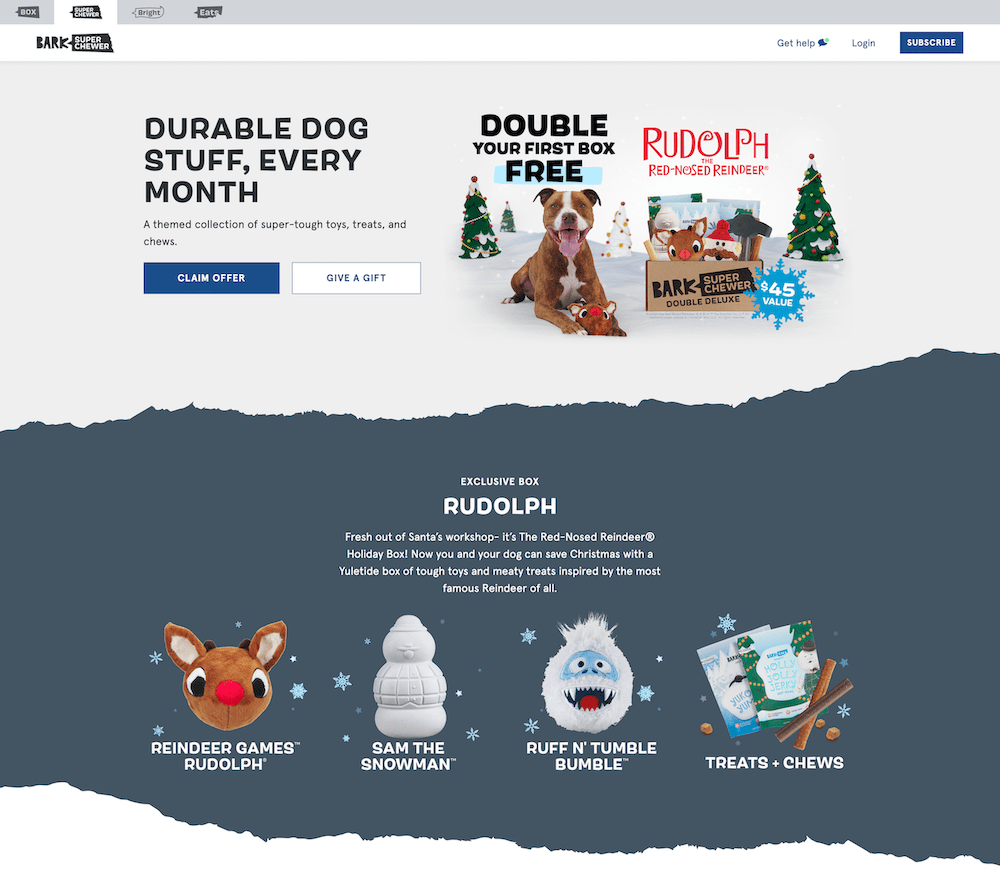 BOX
SUPER CHEWER
Bright
Eats
BARK SUPER CHEWER
Get help
Login
SUBSCRIBE
DURABLE DOG
STUFF, EVERY
MONTH
A themed collection of super-tough toys, treats, and
chews.
CLAIM OFFER
GIVE A GIFT
DOUBLE
YOUR FIRST BOX
FREE
RUDOLPH
THE
RED-NOSED REINDEER®
BARK SUPER CHEWER
DOUBLE DELUXE
$45
VALUE
EXCLUSIVE BOX
RUDOLPH
Fresh out of Santa's workshop- it's The Red-Nosed Reindeer®
Holiday Box! Now you and your dog can save Christmas with a
Yuletide box of tough toys and meaty treats inspired by the most
famous Reindeer of all.
HOLLY
JOLLY
JERKY
REINDEER GAMES™
RUDOLPH®
SAM THE
SNOWMAN™
RUFF N' TUMBLE
BUMBLE™
TREATS + CHEWS